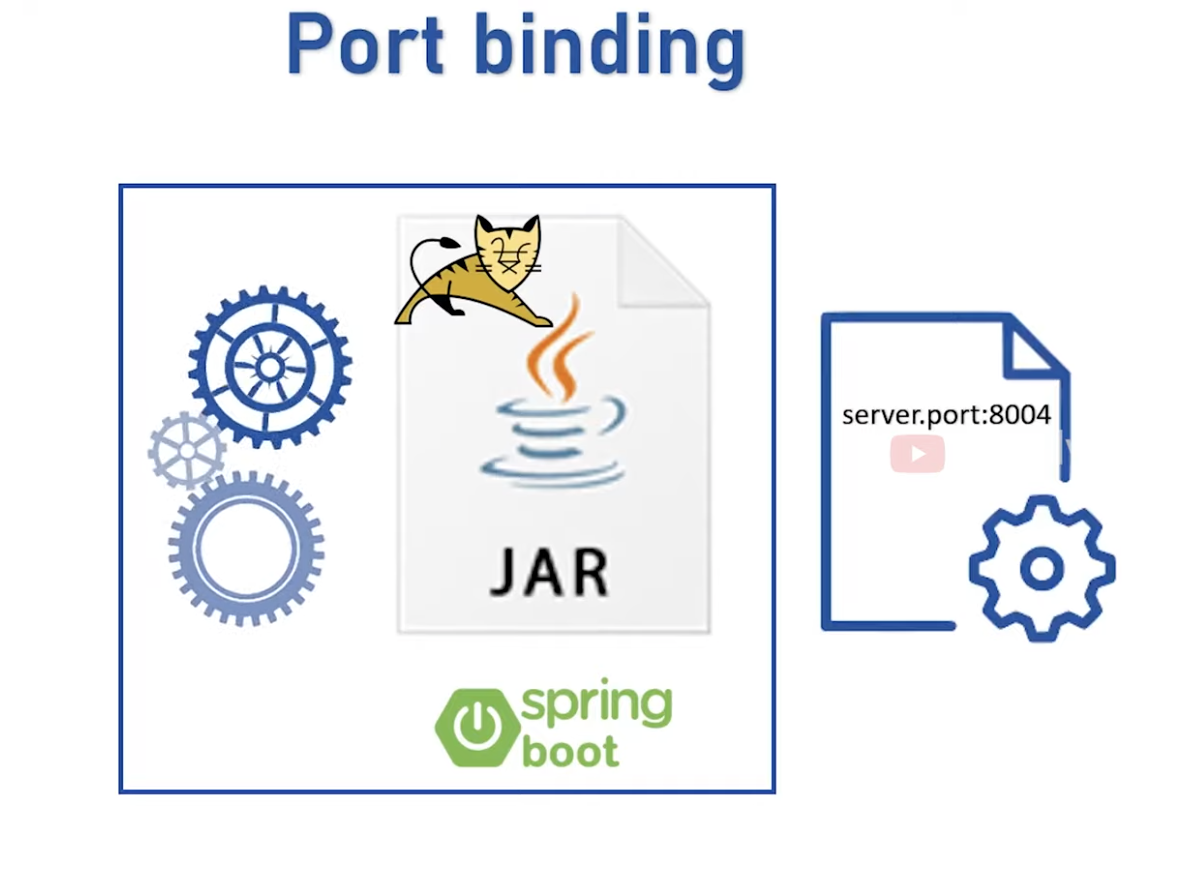 Port binding
server.port:8004
JAR
spring
boot